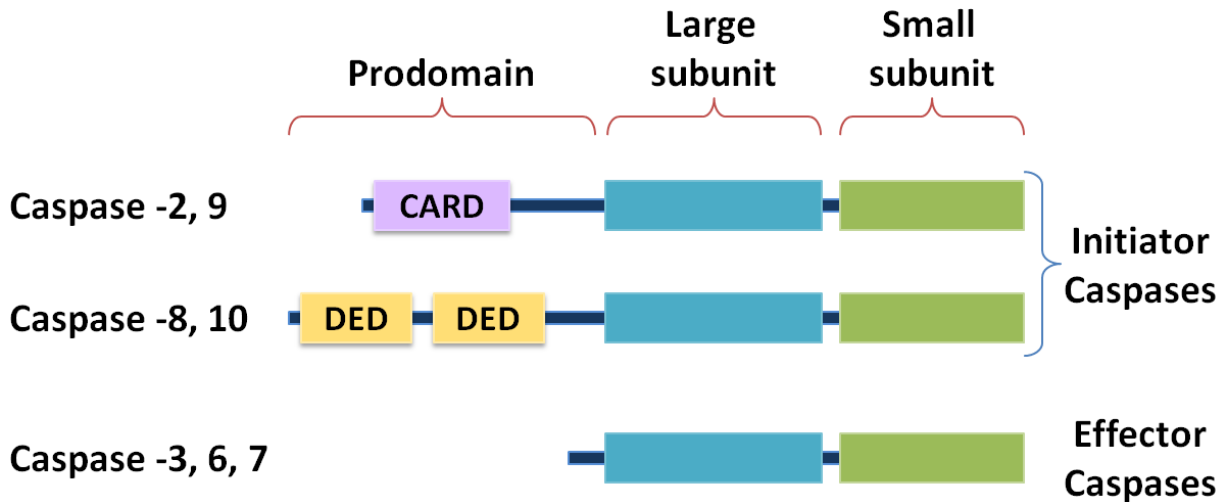 Prodomain
Large
subunit
Small
subunit
Caspase -2, 9
CARD
Caspase -8, 10
DED
DED
Initiator
Caspases
Caspase -3, 6, 7
Effector
Caspases